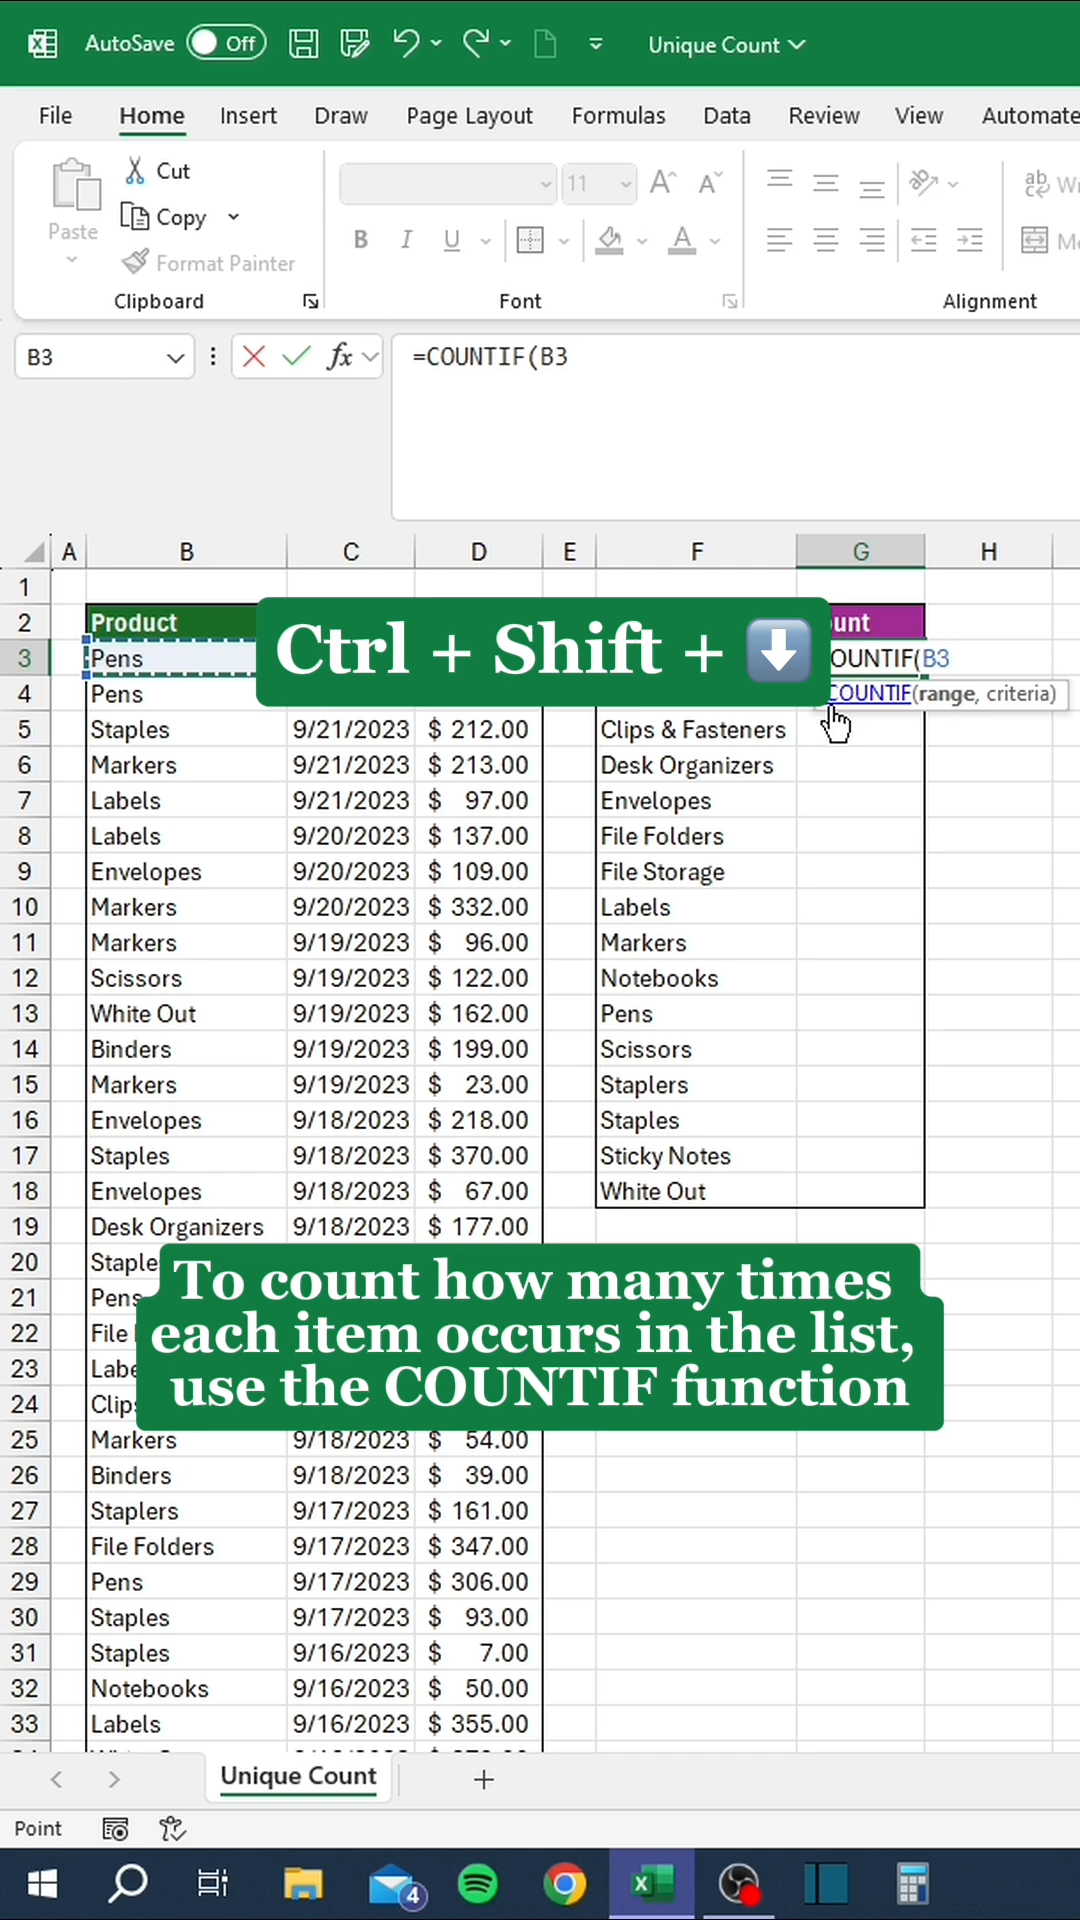 AutoSave Off Unique Count
File Home Insert Draw Page Layout Formulas Data Review View Automate
Paste Cut Copy Format Painter
11
B I U A
Clipboard Font Alignment
B3 fx =COUNTIF(B3
A B C D E F G H
1
2 Product
Ctrl + Shift + ⬇
3 Pens OUNTIF(B3
4 Pens COUNTIF(range, criteria)
5 Staples 9/21/2023 $ 212.00 Clips & Fasteners
6 Markers 9/21/2023 $ 213.00 Desk Organizers
7 Labels 9/21/2023 $ 97.00 Envelopes
8 Labels 9/20/2023 $ 137.00 File Folders
9 Envelopes 9/20/2023 $ 109.00 File Storage
10 Markers 9/20/2023 $ 332.00 Labels
11 Markers 9/19/2023 $ 96.00 Markers
12 Scissors 9/19/2023 $ 122.00 Notebooks
13 White Out 9/19/2023 $ 162.00 Pens
14 Binders 9/19/2023 $ 199.00 Scissors
15 Markers 9/19/2023 $ 23.00 Staplers
16 Envelopes 9/18/2023 $ 218.00 Staples
17 Staples 9/18/2023 $ 370.00 Sticky Notes
18 Envelopes 9/18/2023 $ 67.00 White Out
19 Desk Organizers 9/18/2023 $ 177.00
20 Staple
21 Pens
22 File
23 Labe
24 Clips
To count how many times
each item occurs in the list,
use the COUNTIF function
25 Markers 9/18/2023 $ 54.00
26 Binders 9/18/2023 $ 39.00
27 Staplers 9/17/2023 $ 161.00
28 File Folders 9/17/2023 $ 347.00
29 Pens 9/17/2023 $ 306.00
30 Staples 9/17/2023 $ 93.00
31 Staples 9/16/2023 $ 7.00
32 Notebooks 9/16/2023 $ 50.00
33 Labels 9/16/2023 $ 355.00
Unique Count
Point
4